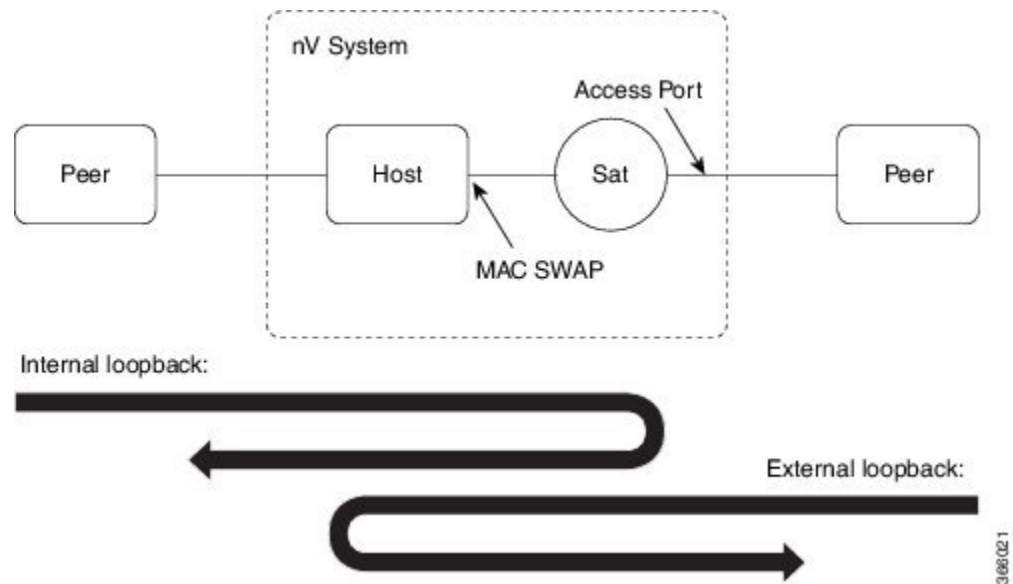 nV System
Access Port
Peer
Host
Sat
Peer
MAC SWAP
Internal loopback:
External loopback:
366021